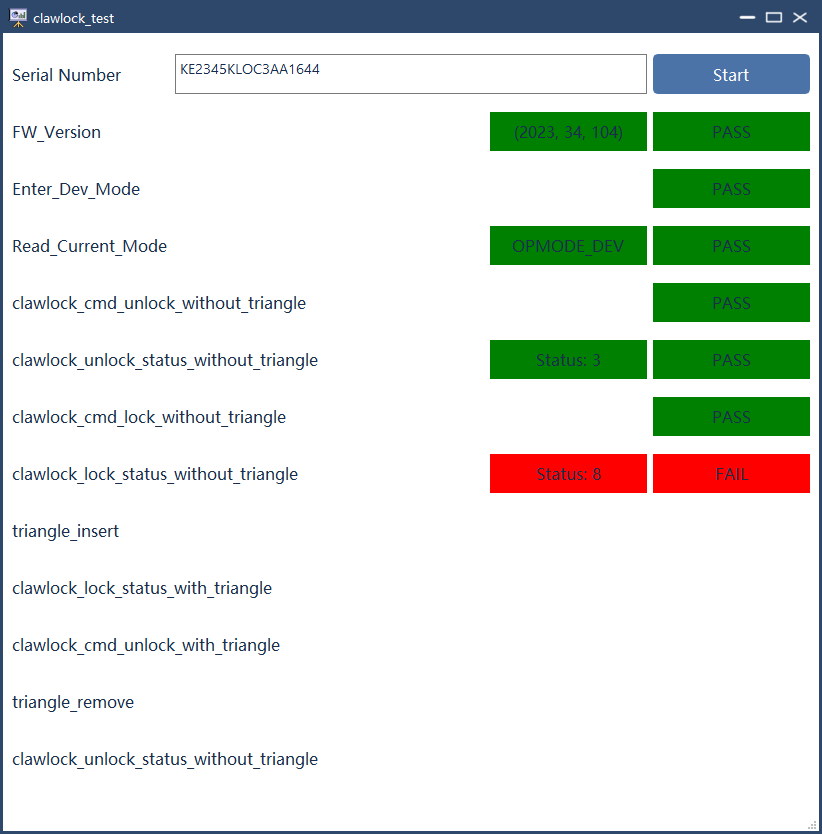 clawlock_test
Serial Number KE2345KLOC3AA1644 Start
FW_Version (2023, 34, 104) PASS
Enter_Dev_Mode PASS
Read_Current_Mode OPMODE_DEV PASS
clawlock_cmd_unlock_without_triangle PASS
clawlock_unlock_status_without_triangle Status: 3 PASS
clawlock_cmd_lock_without_triangle PASS
clawlock_lock_status_without_triangle Status: 8 FAIL
triangle_insert
clawlock_lock_status_with_triangle
clawlock_cmd_unlock_with_triangle
triangle_remove
clawlock_unlock_status_without_triangle